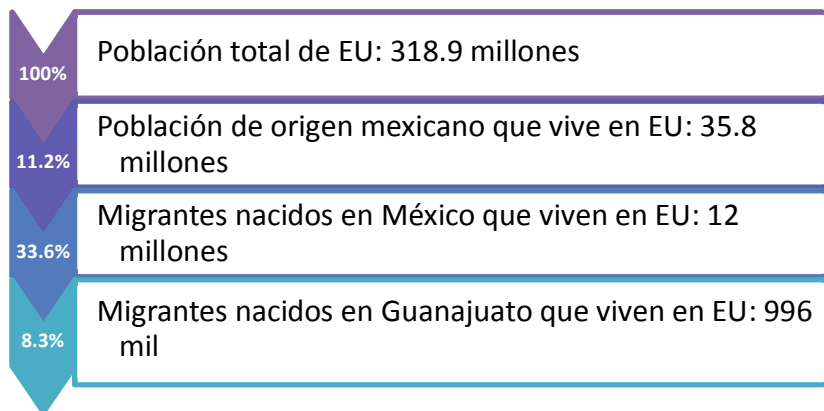 100%
Población total de EU: 318.9 millones
11.2%
Población de origen mexicano que vive en EU: 35.8
millones
33.6%
Migrantes nacidos en México que viven en EU: 12
millones
8.3%
Migrantes nacidos en Guanajuato que viven en EU: 996
mil